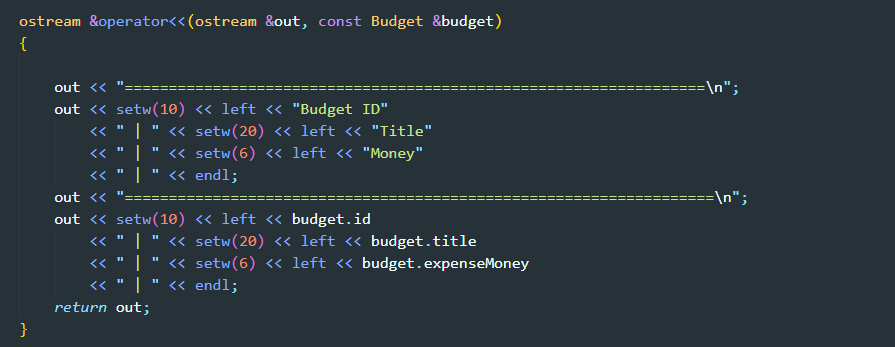 ostream &operator<<(ostream &out, const Budget &budget)
{
    out << "==================================================================\n";
    out << setw(10) << left << "Budget ID"
        << " | " << setw(20) << left << "Title"
        << " | " << setw(6) << left << "Money"
        << " | " << endl;
    out << "===================================================================\n";
    out << setw(10) << left << budget.id
        << " | " << setw(20) << left << budget.title
        << " | " << setw(6) << left << budget.expenseMoney
        << " | " << endl;
    return out;
}